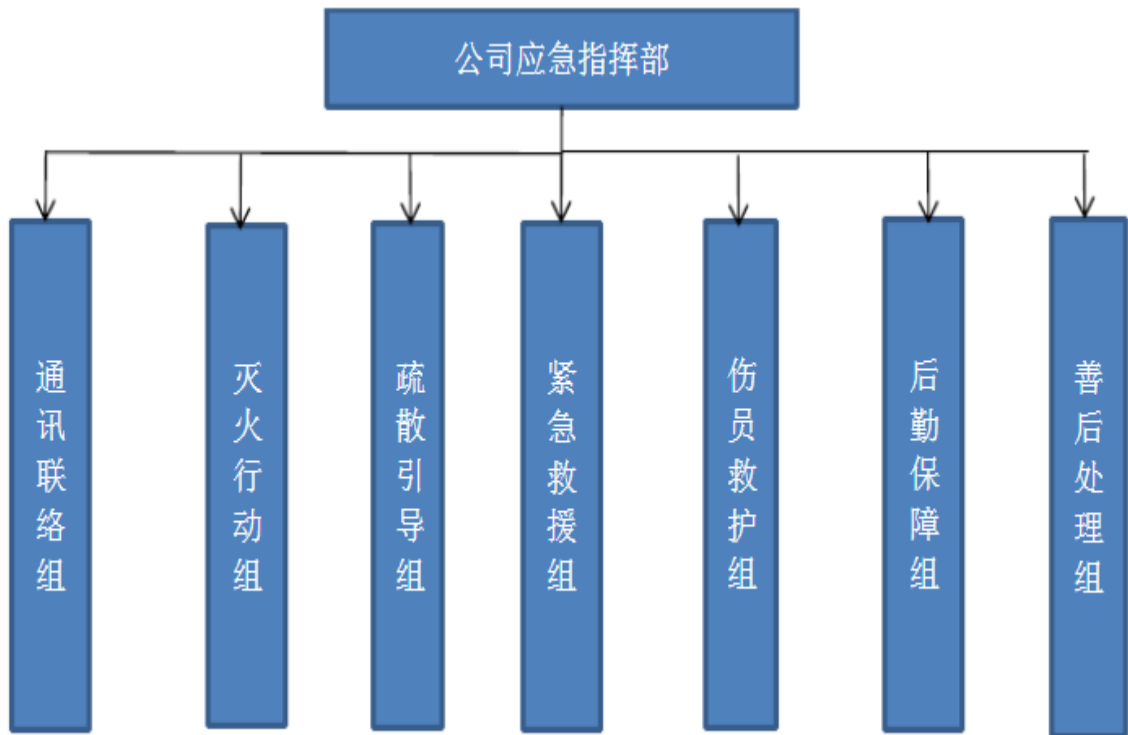 公司应急指挥部
通讯联络组
灭火行动组
疏散引导组
紧急救援组
伤员救护组
后勤保障组
善后处理组